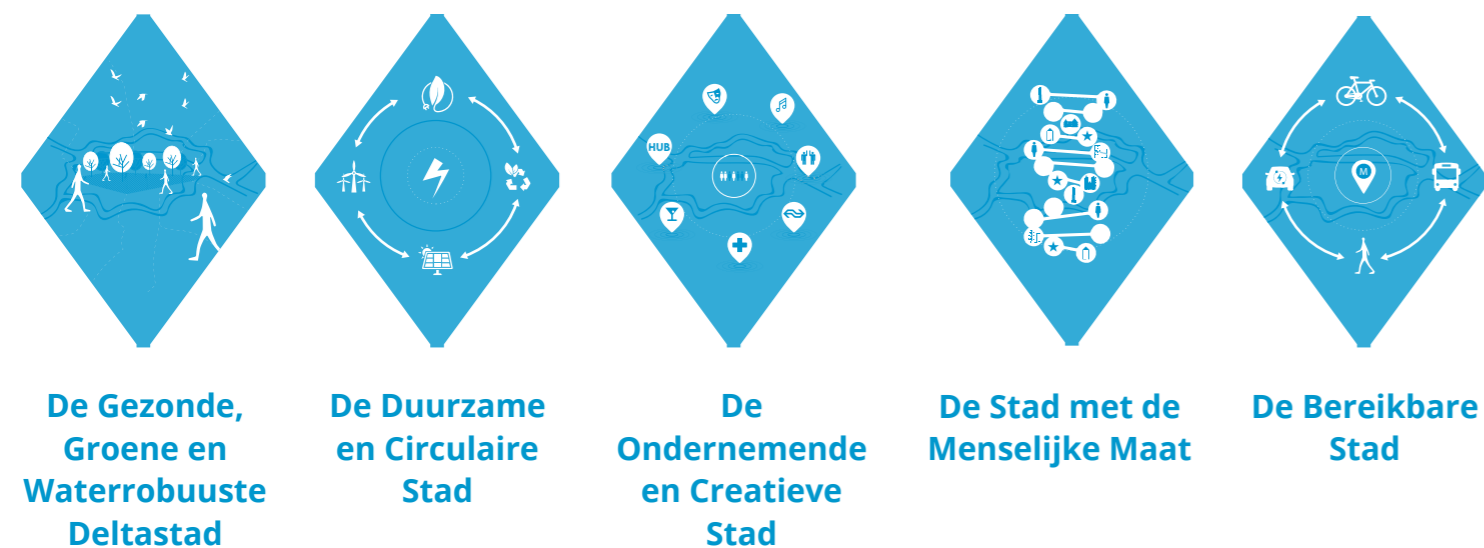 HUB
M
De Gezonde,
Groene en
Waterrobuuste
Deltastad
De Duurzame
en Circulaire
Stad
De
Ondernemende
en Creatieve
Stad
De Stad met de
Menselijke Maat
De Bereikbare
Stad